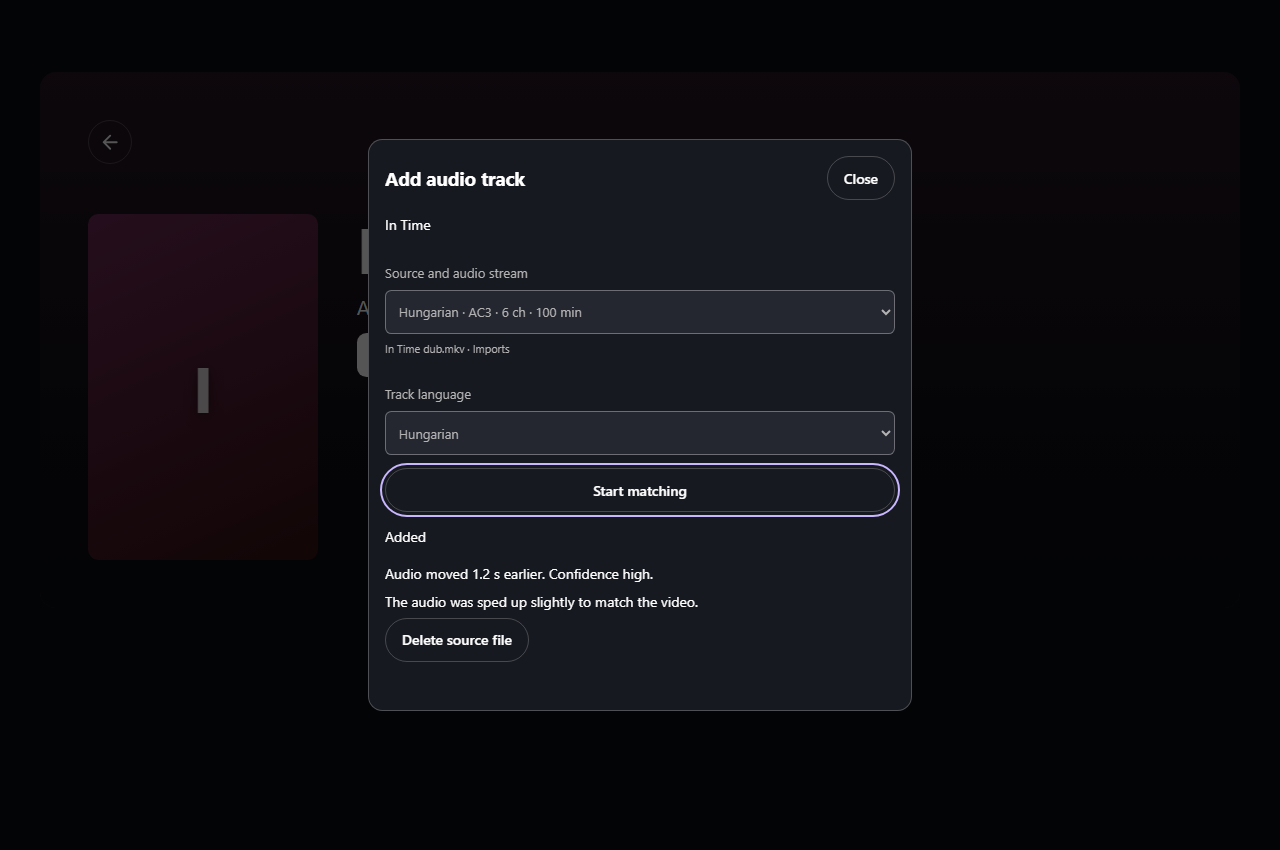 Add audio track
Close
In Time
Source and audio stream
Hungarian · AC3 · 6 ch · 100 min
In Time dub.mkv · Imports
Track language
Hungarian
Start matching
Added
Audio moved 1.2 s earlier. Confidence high.
The audio was sped up slightly to match the video.
Delete source file
I
A